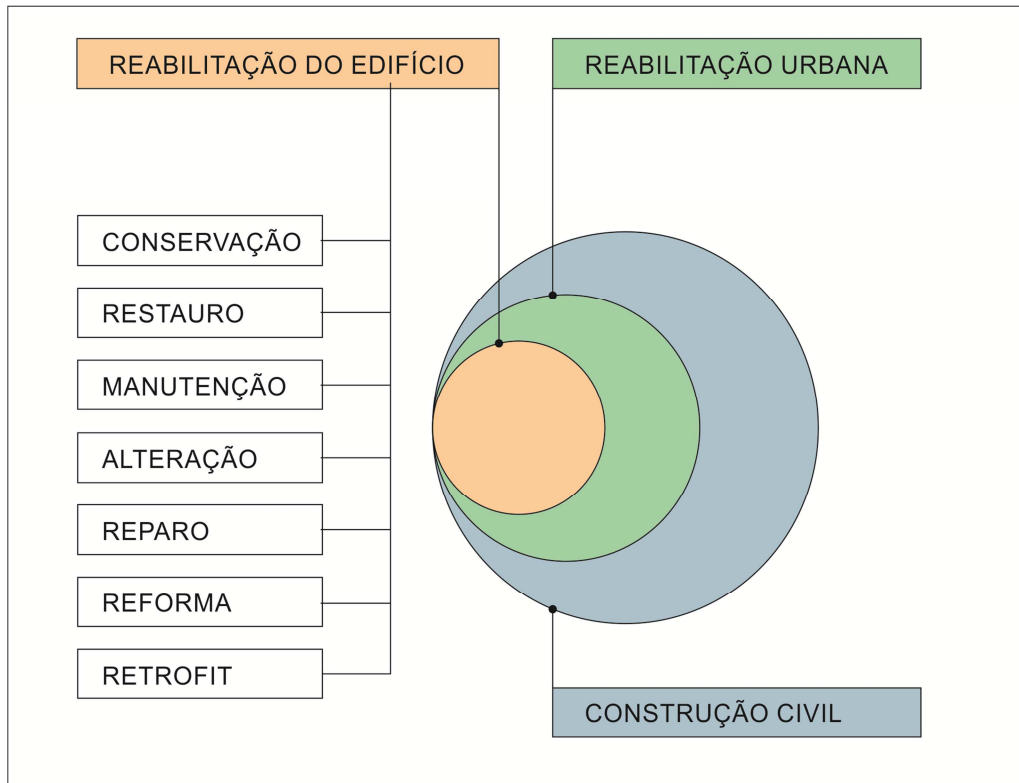 REABILITAÇÃO DO EDIFÍCIO
REABILITAÇÃO URBANA
CONSERVAÇÃO
RESTAURO
MANUTENÇÃO
ALTERAÇÃO
REPARO
REFORMA
RETROFIT
CONSTRUÇÃO CIVIL